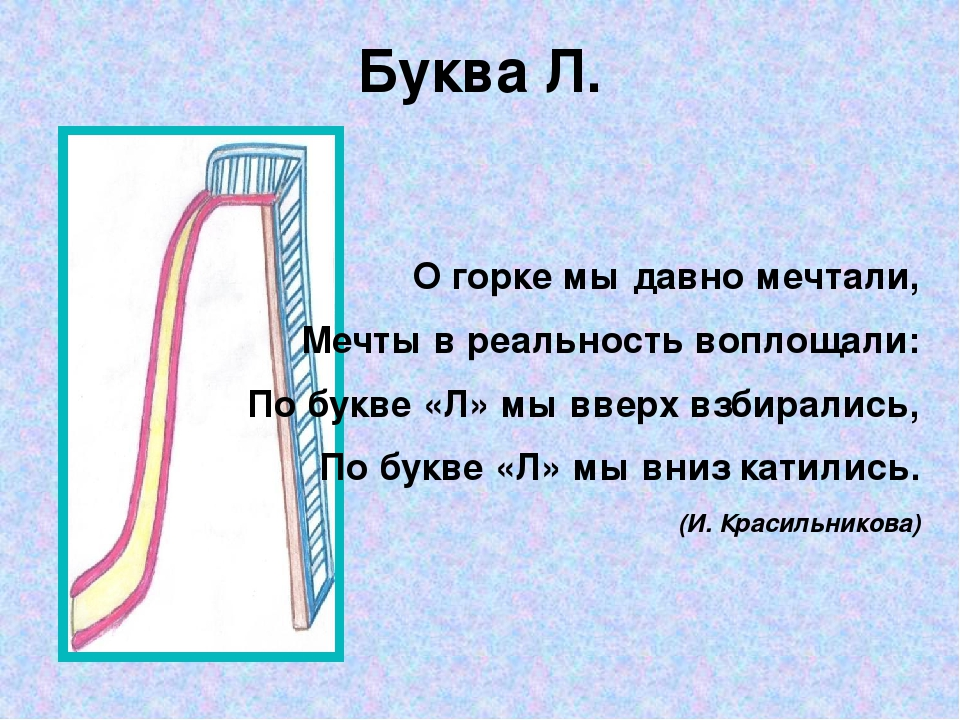 Буква Л.
О горке мы давно мечтали,
Мечты в реальность воплощали:
По букве «Л» мы вверх взбирались,
По букве «Л» мы вниз катились.
(И. Красильникова)